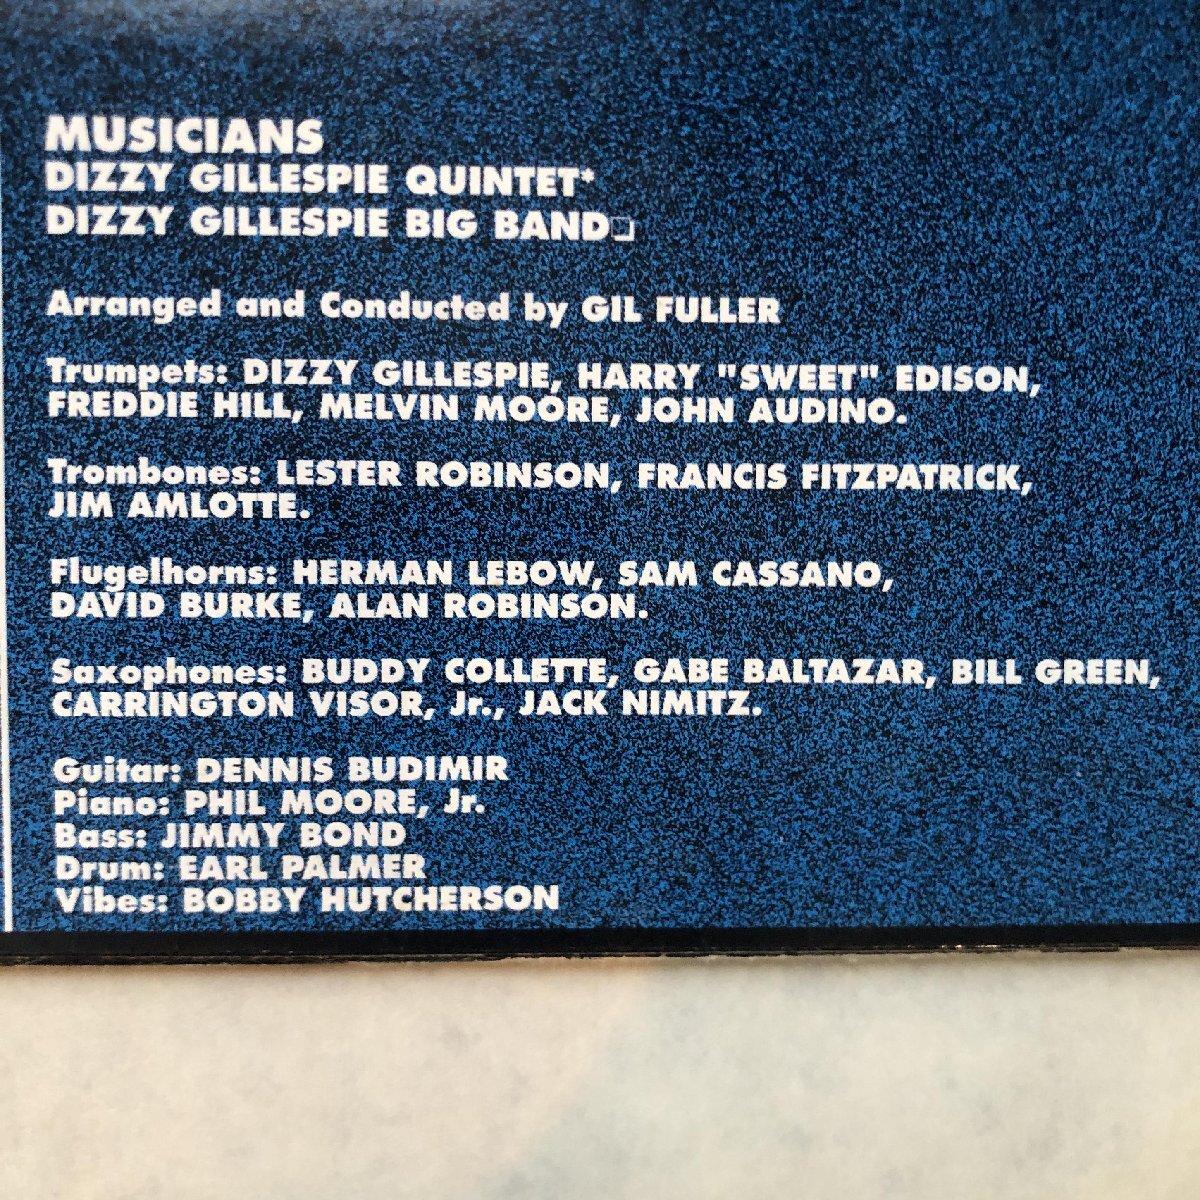 MUSICIANS
DIZZY GILLESPIE QUINTET*
DIZZY GILLESPIE BIG BAND❏
Arranged and Conducted by GIL FULLER
Trumpets: DIZZY GILLESPIE, HARRY "SWEET" EDISON,
FREDDIE HILL, MELVIN MOORE, JOHN AUDINO.
Trombones: LESTER ROBINSON, FRANCIS FITZPATRICK,
JIM AMLOTTE.
Flugelhorns: HERMAN LEBOW, SAM CASSANO,
DAVID BURKE, ALAN ROBINSON.
Saxophones: BUDDY COLLETTE, GABE BALTAZAR, BILL GREEN,
CARRINGTON VISOR, Jr., JACK NIMITZ.
Guitar: DENNIS BUDIMIR
Piano: PHIL MOORE, Jr.
Bass: JIMMY BOND
Drum: EARL PALMER
Vibes: BOBBY HUTCHERSON